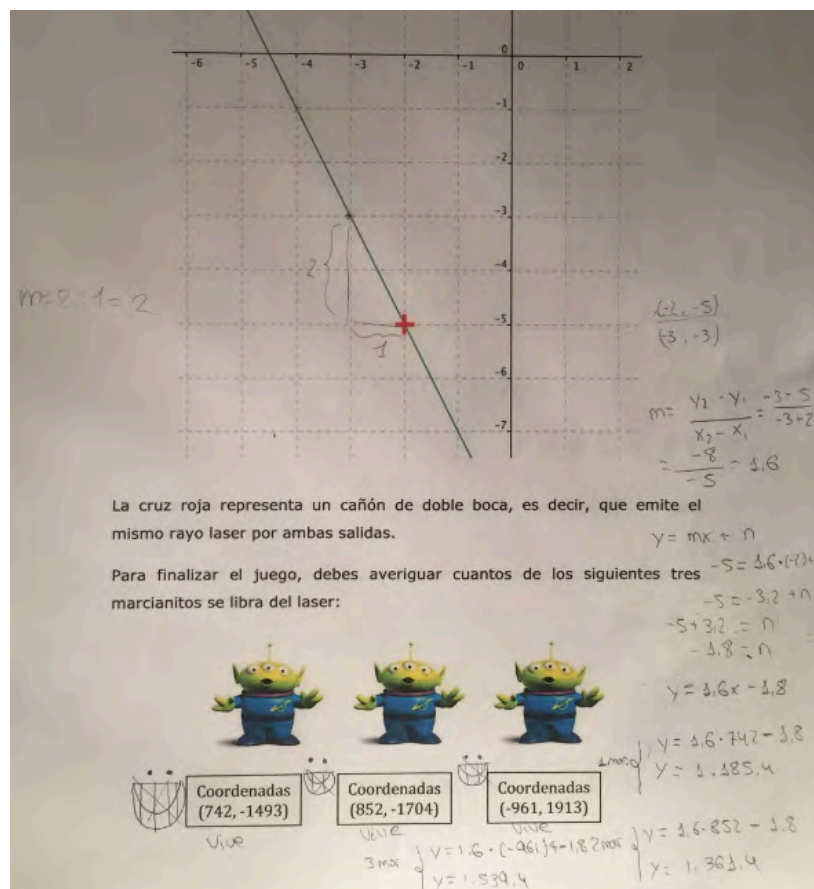 -6 -5 -4 -3 -2 -1 0 1 2
0
-1
-2
-3
-4
-5
-6
-7
2
1
m=2:1=2
(-2,-5)
(-3,-3)
m= y₂-y₁ / x₂-x₁ = -3-5 / -3+2
= -8 / -5 = 1,6
La cruz roja representa un cañón de doble boca, es decir, que emite el
mismo rayo laser por ambas salidas.
Para finalizar el juego, debes averiguar cuantos de los siguientes tres
marcianitos se libra del laser:
y= mx + n
-5= 1,6·(-2)+
-5=-3,2 +n
-5+3,2 = n
-1,8=n
y= 1,6x-1,8
Coordenadas
(742, -1493)
Coordenadas
(852, -1704)
Coordenadas
(-961, 1913)
Vive
Vive
Vive
y= 1,6·742-1,8
y= 1.185,4
2 mar
y= 1,6·852-1,8
y= 1.361,4
3 mar
y=1,6·(-961)+-1,8
y=1.539,4